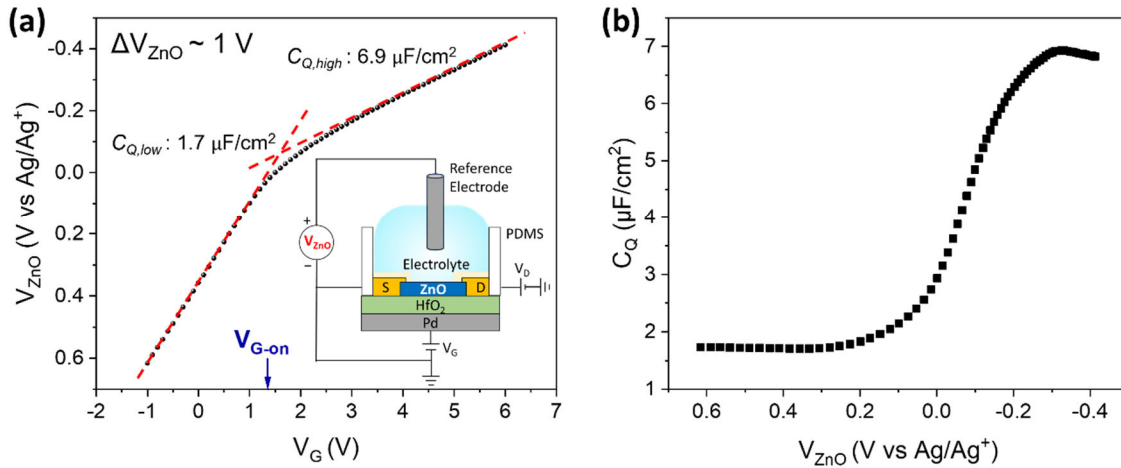 (a)
ΔV_ZnO ~ 1 V
C_Q,high : 6.9 μF/cm²
C_Q,low : 1.7 μF/cm²
-0.4
-0.2
0.0
0.2
0.4
0.6
V_ZnO (V vs Ag/Ag⁺)
-2 -1 0 1 2 3 4 5 6 7
V_G (V)
V_G-on
Reference
Electrode
PDMS
+
V_ZnO
−
Electrolyte
V_D
S ZnO D
HfO₂
Pd
V_G
(b)
7
6
5
4
3
2
1
C_Q (μF/cm²)
0.6 0.4 0.2 0.0 -0.2 -0.4
V_ZnO (V vs Ag/Ag⁺)